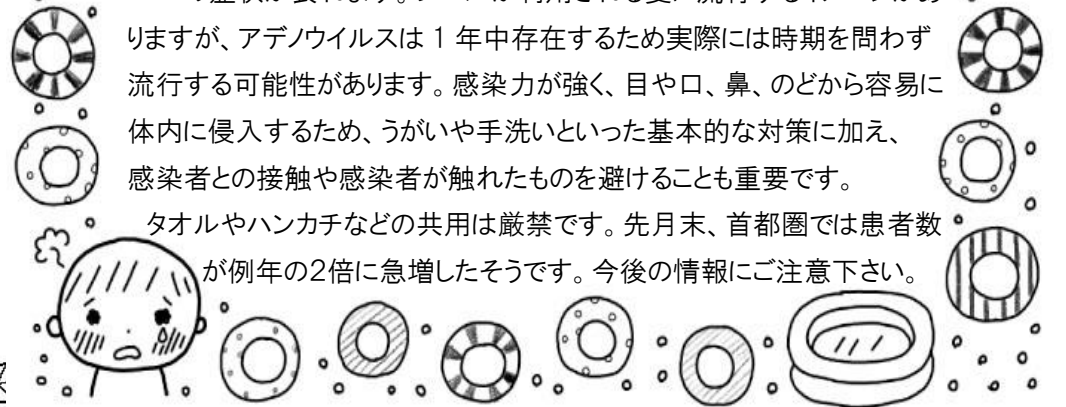 りますが、アデノウイルスは1年中存在するため実際には時期を問わず
流行する可能性があります。感染力が強く、目や口、鼻、のどから容易に
体内に侵入するため、うがいや手洗いといった基本的な対策に加え、
感染者との接触や感染者が触れたものを避けることも重要です。
タオルやハンカチなどの共用は厳禁です。先月末、首都圏では患者数
が例年の2倍に急増したそうです。今後の情報にご注意下さい。